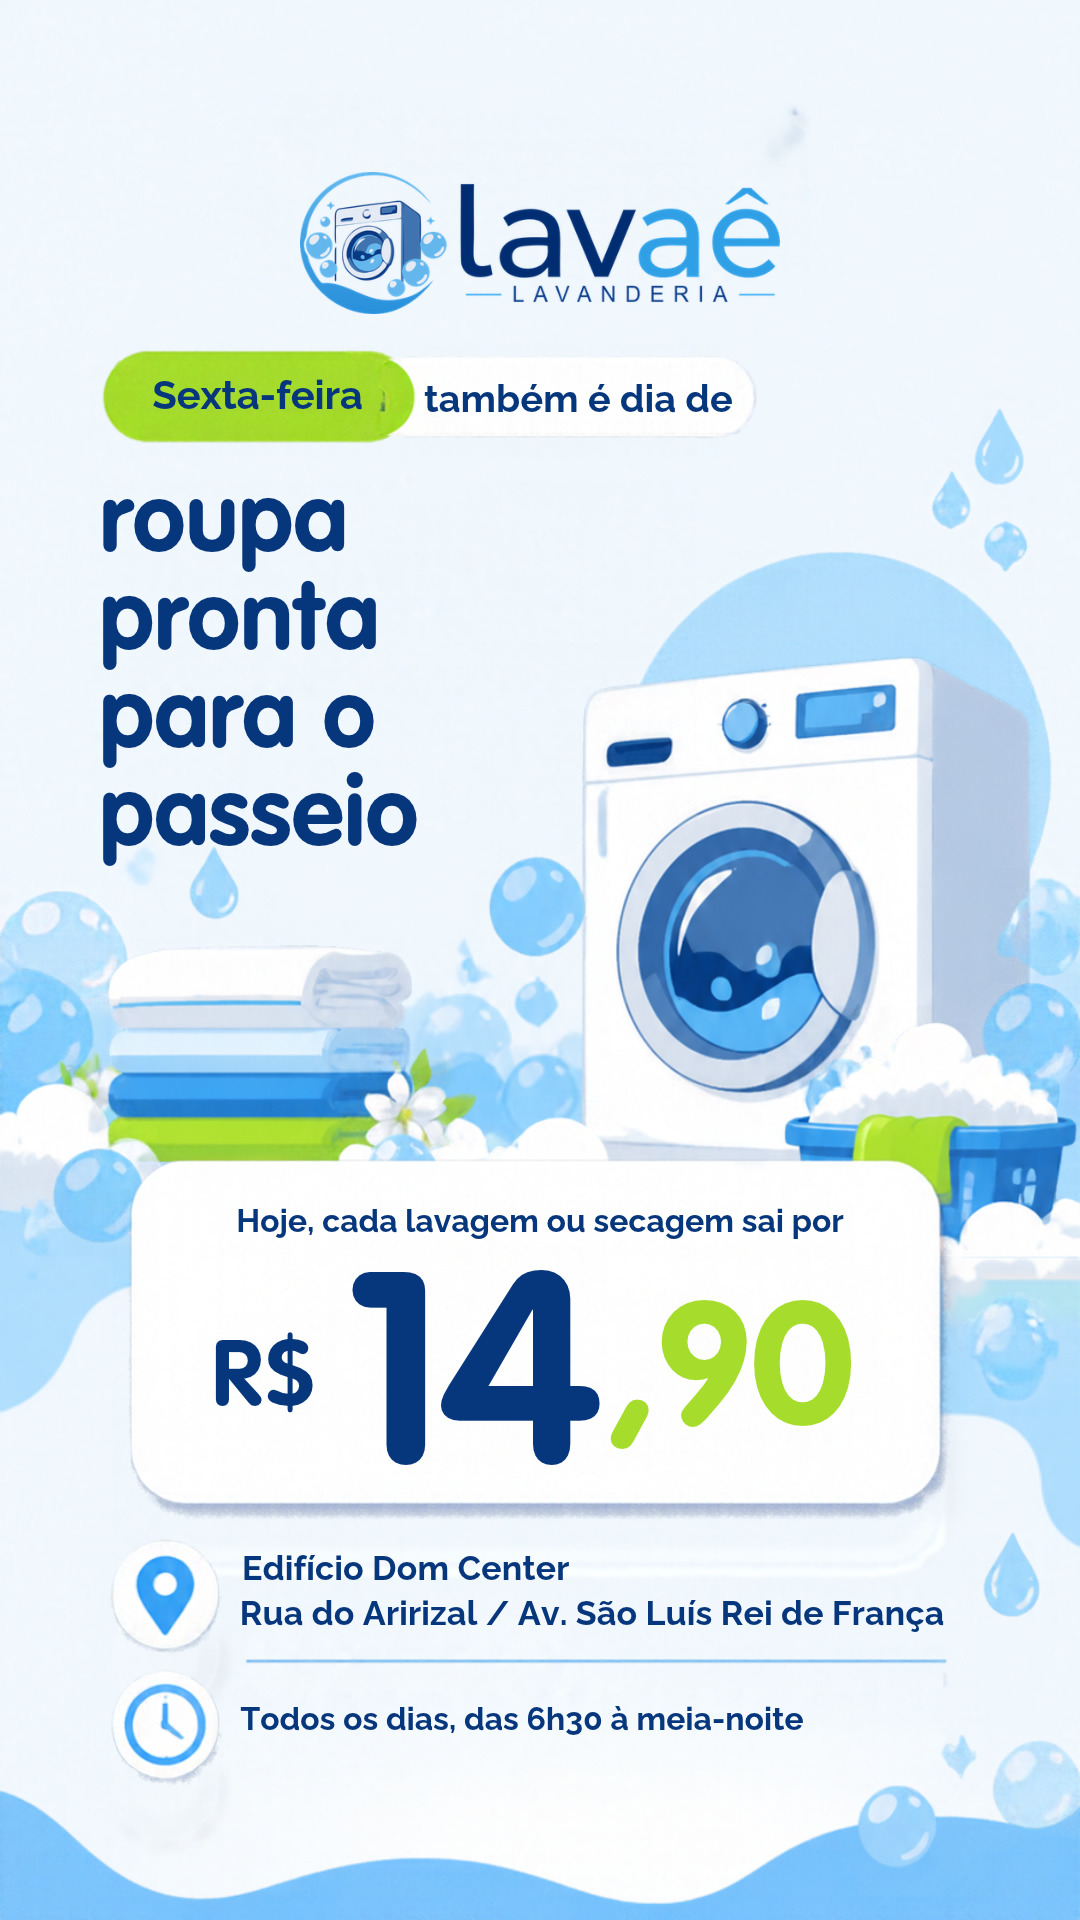 lavaê
LAVANDERIA
Sexta-feira também é dia de
roupa
pronta
para o
passeio
Hoje, cada lavagem ou secagem sai por
R$ 14,90
Edifício Dom Center
Rua do Aririzal / Av. São Luís Rei de França
Todos os dias, das 6h30 à meia-noite